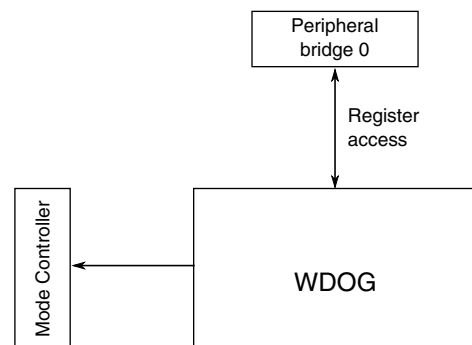 Peripheral
bridge 0
Register
access
Mode Controller
WDOG